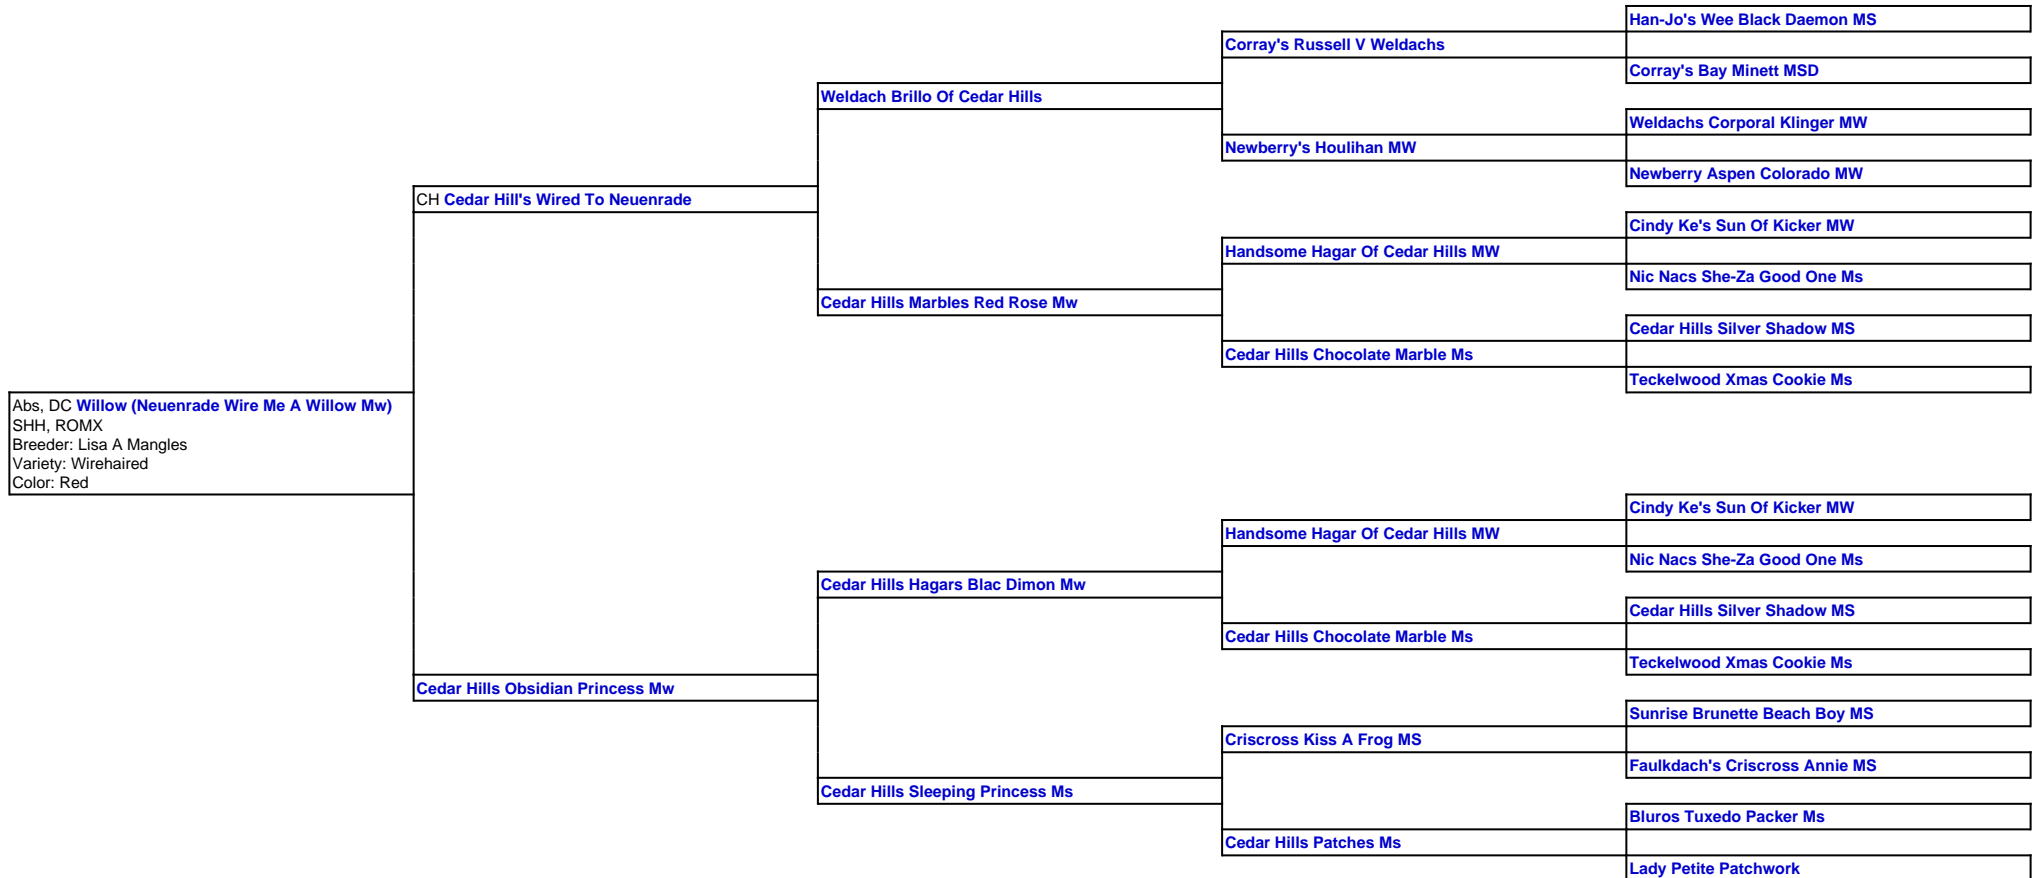 Han-Jo's Wee Black Daemon MS
Corray's Russell V Weldachs
Corray's Bay Minett MSD
Weldach Brillo Of Cedar Hills
Weldachs Corporal Klinger MW
Newberry's Houlihan MW
Newberry Aspen Colorado MW
CH Cedar Hill's Wired To Neuenrade
Cindy Ke's Sun Of Kicker MW
Handsome Hagar Of Cedar Hills MW
Nic Nacs She-Za Good One Ms
Cedar Hills Marbles Red Rose Mw
Cedar Hills Silver Shadow MS
Cedar Hills Chocolate Marble Ms
Teckelwood Xmas Cookie Ms
Abs, DC Willow (Neuenrade Wire Me A Willow Mw)
SHH, ROMX
Breeder: Lisa A Mangles
Variety: Wirehaired
Color: Red
Cindy Ke's Sun Of Kicker MW
Handsome Hagar Of Cedar Hills MW
Nic Nacs She-Za Good One Ms
Cedar Hills Hagars Blac Dimon Mw
Cedar Hills Silver Shadow MS
Cedar Hills Chocolate Marble Ms
Teckelwood Xmas Cookie Ms
Cedar Hills Obsidian Princess Mw
Sunrise Brunette Beach Boy MS
Criscross Kiss A Frog MS
Faulkdach's Criscross Annie MS
Cedar Hills Sleeping Princess Ms
Bluros Tuxedo Packer Ms
Cedar Hills Patches Ms
Lady Petite Patchwork